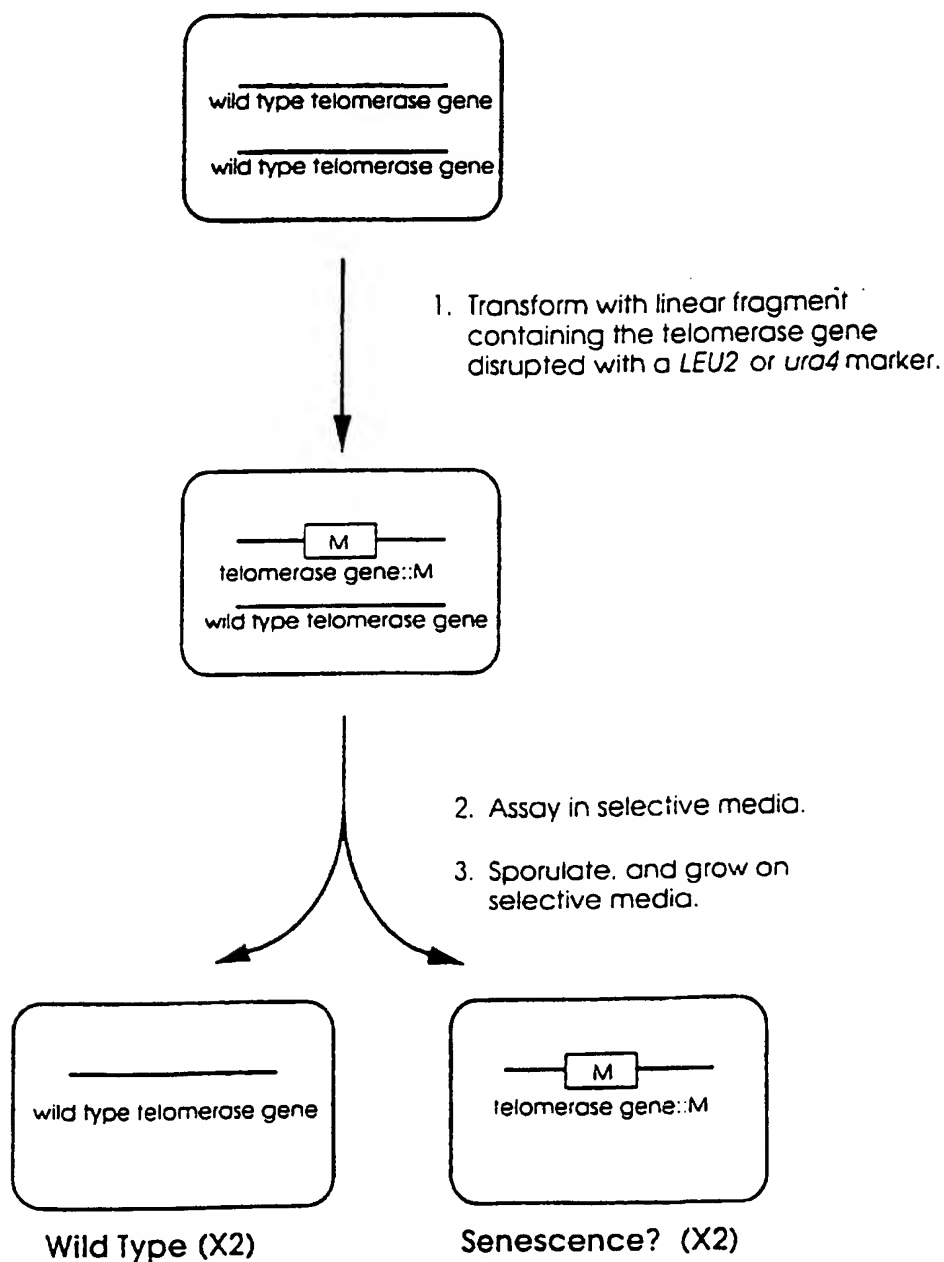 wild type telomerase gene
wild type telomerase gene
1. Transform with linear fragment
containing the telomerase gene
disrupted with a LEU2 or ura4 marker.
M
telomerase gene::M
wild type telomerase gene
2. Assay in selective media.
3. Sporulate, and grow on
selective media.
wild type telomerase gene
M
telomerase gene::M
Wild Type (X2)
Senescence? (X2)